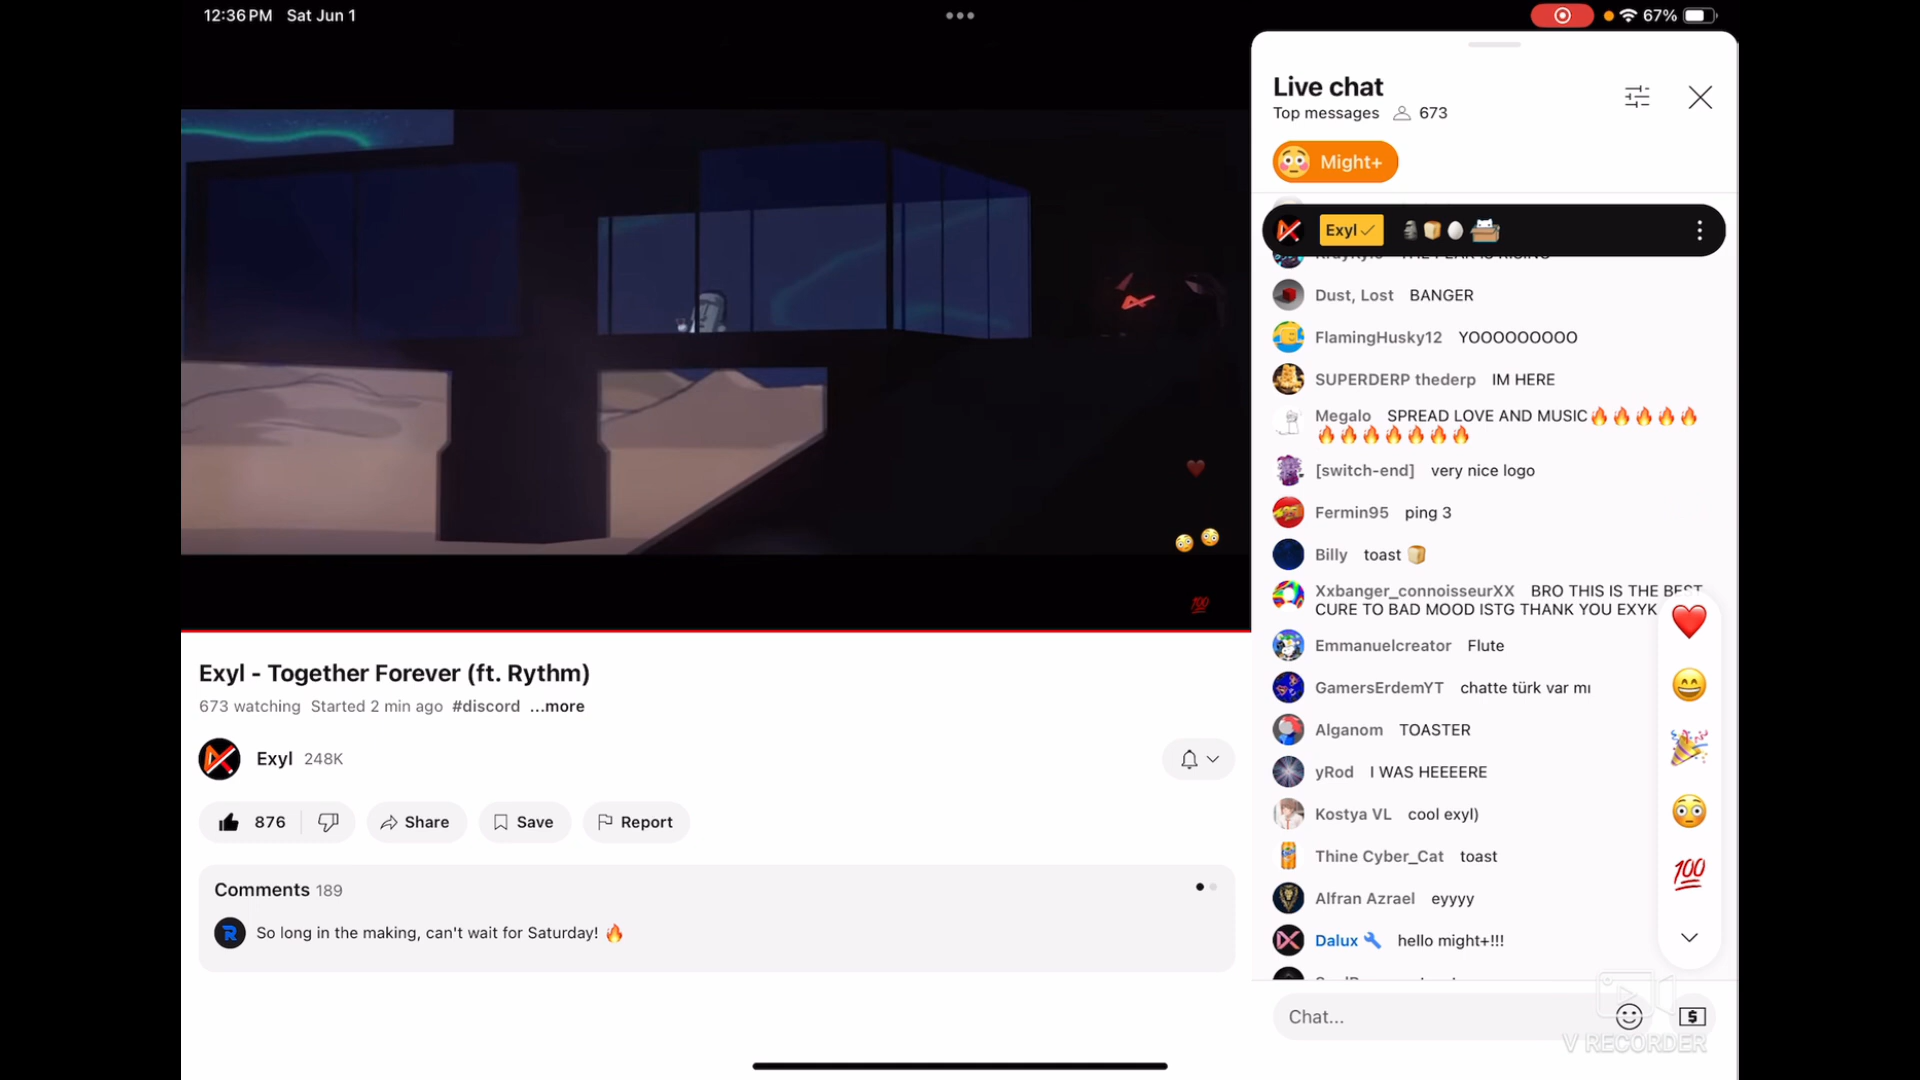 12:36 PM Sat Jun 1
67%
Live chat
Top messages 673
Might+
Exyl
Dust, Lost BANGER
FlamingHusky12 YOOOOOOOOO
SUPERDERP thederp IM HERE
Megalo SPREAD LOVE AND MUSIC🔥🔥🔥🔥🔥
🔥🔥🔥🔥🔥🔥🔥
[switch-end] very nice logo
Fermin95 ping 3
Billy toast 🍞
Xxbanger_connoisseurXX BRO THIS IS THE BEST
CURE TO BAD MOOD ISTG THANK YOU EXYK
Emmanuelcreator Flute
GamersErdemYT chatte türk var mı
Alganom TOASTER
yRod I WAS HEEEERE
Kostya VL cool exyl)
Thine Cyber_Cat toast
Alfran Azrael eyyyy
Dalux 🔧 hello might+!!!
Chat...
V RECORDER
Exyl - Together Forever (ft. Rythm)
673 watching Started 2 min ago #discord ...more
Exyl 248K
876 Share Save Report
Comments 189
So long in the making, can't wait for Saturday! 🔥